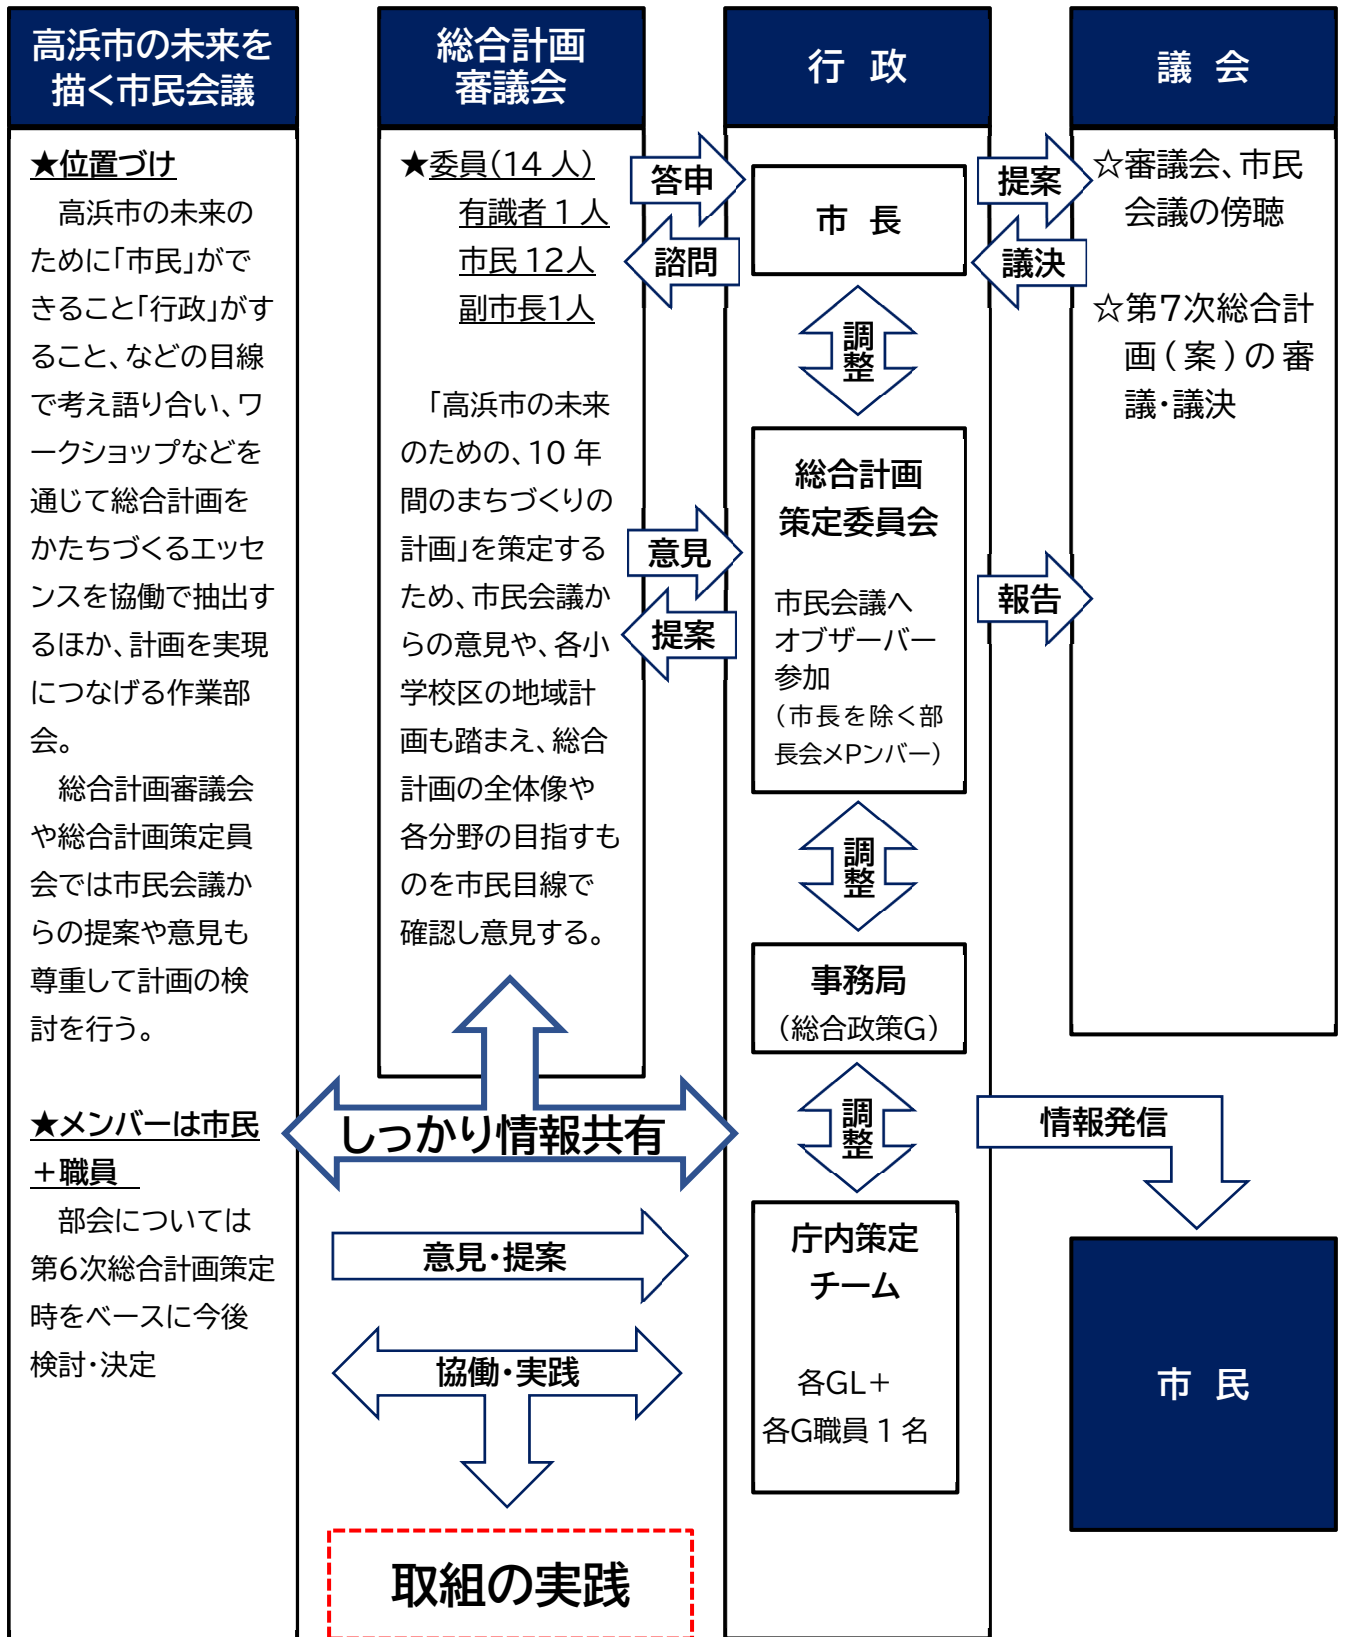 高浜市の未来を
描く市民会議
★位置づけ
高浜市の未来の
ために「市民」がで
きること「行政」がす
ること、などの目線
で考え語り合い、ワ
ークショップなどを
通じて総合計画を
かたちづくるエッセ
ンスを協働で抽出す
るほか、計画を実現
につなげる作業部
会。
総合計画審議会
や総合計画策定員
会では市民会議か
らの提案や意見も
尊重して計画の検
討を行う。
★メンバーは市民
＋職員
部会については
第6次総合計画策定
時をベースに今後
検討・決定
総合計画
審議会
★委員(14 人)
有識者 1 人
市民 12人
副市長1人
「高浜市の未来
のための、10 年
間のまちづくりの
計画」を策定する
ため、市民会議か
らの意見や、各小
学校区の地域計
画も踏まえ、総合
計画の全体像や
各分野の目指すも
のを市民目線で
確認し意見する。
答申
諮問
意見
提案
しっかり情報共有
意見・提案
協働・実践
取組の実践
行 政
市 長
調
整
総合計画
策定委員会
市民会議へ
オブザーバー
参加
（市長を除く部
長会メPンバー）
調
整
事務局
（総合政策G）
調
整
庁内策定
チーム
各GL＋
各G職員 1 名
提案
議決
報告
情報発信
議 会
☆審議会、市民
会議の傍聴
☆第7次総合計
画（案）の審
議・議決
市 民